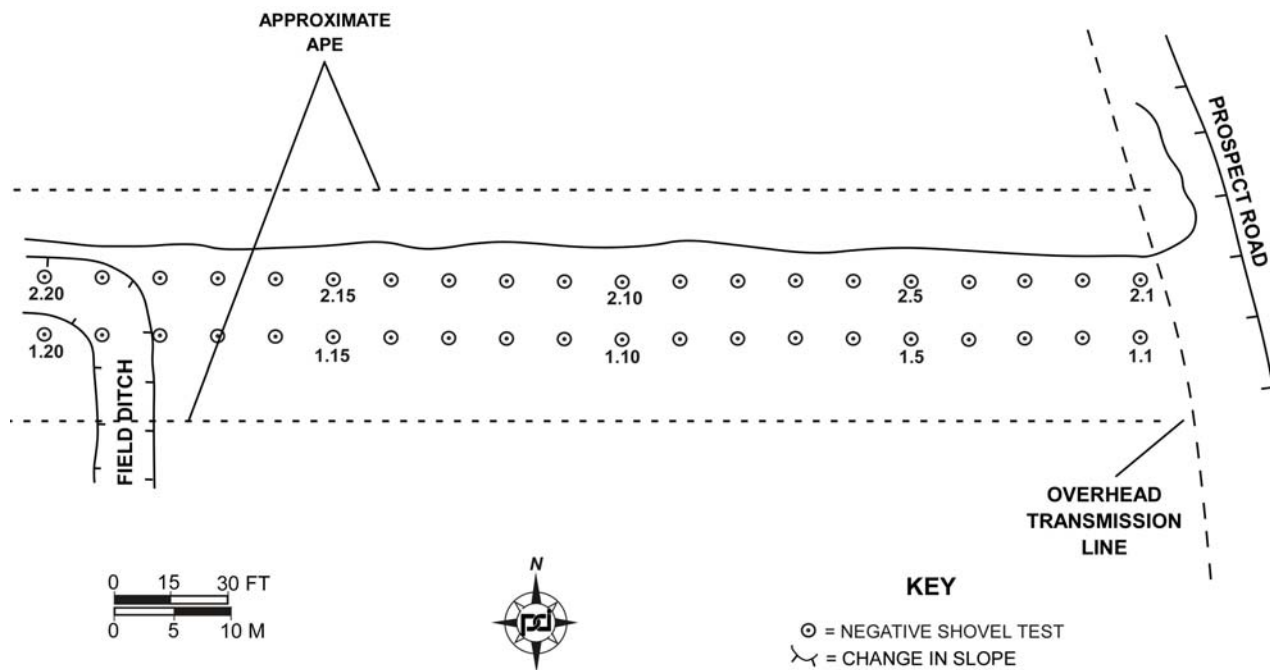 APPROXIMATE
APE
PROSPECT ROAD
2.20
2.15
2.10
2.5
2.1
1.20
1.15
1.10
1.5
1.1
FIELD DITCH
OVERHEAD
TRANSMISSION
LINE
0 15 30 FT
0 5 10 M
N
pci
KEY
= NEGATIVE SHOVEL TEST
= CHANGE IN SLOPE